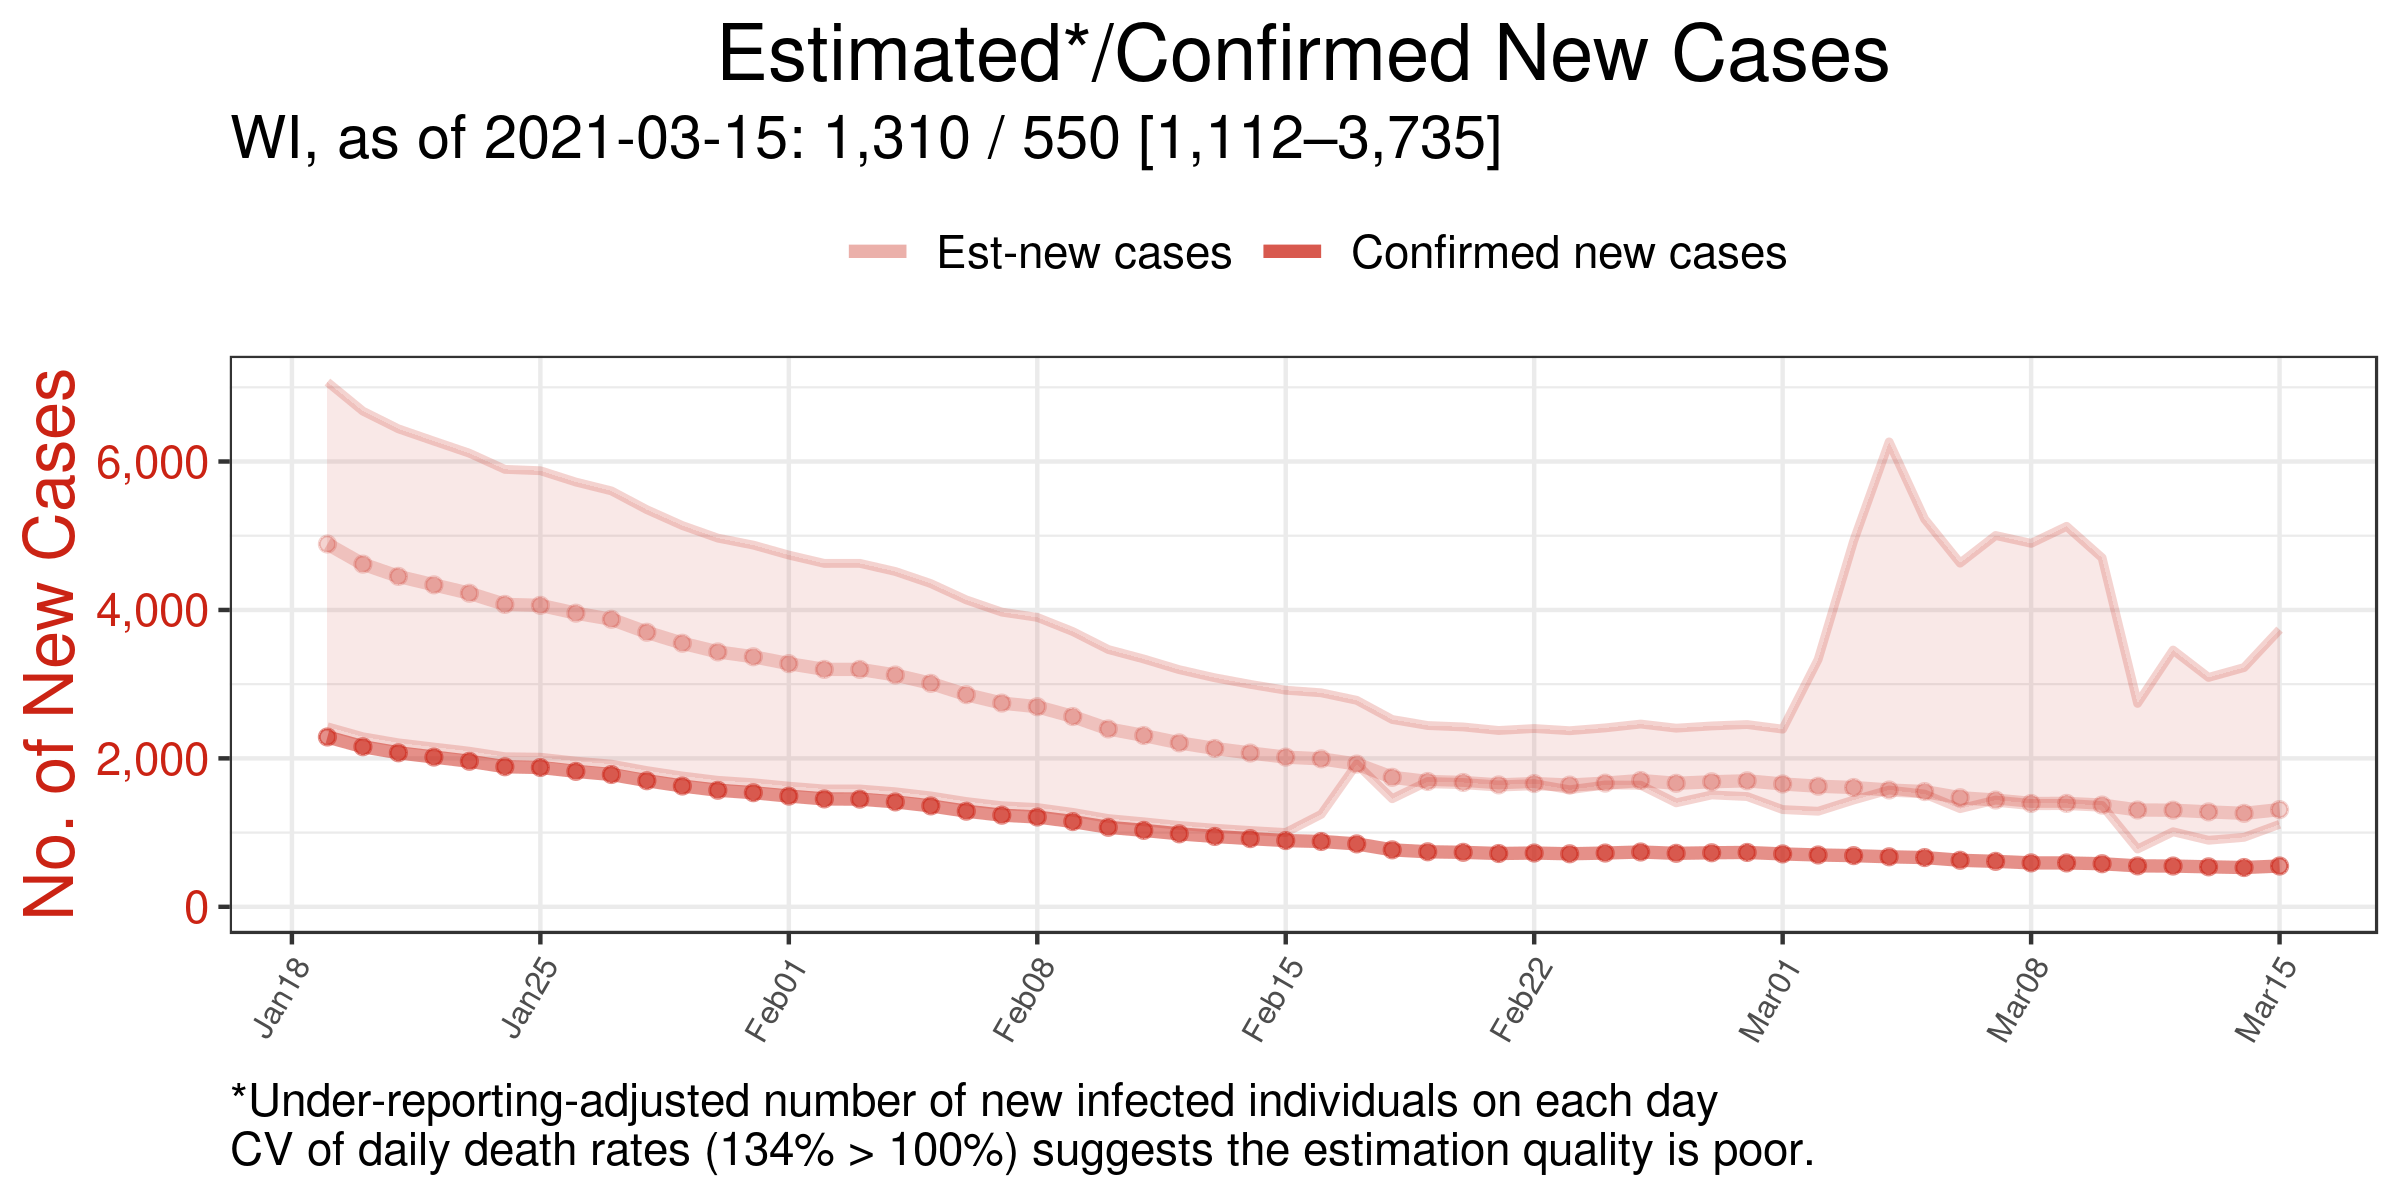 Estimated*/Confirmed New Cases
WI, as of 2021-03-15: 1,310 / 550 [1,112–3,735]
Est-new cases
Confirmed new cases
No. of New Cases
6,000
4,000
2,000
0
Jan18
Jan25
Feb01
Feb08
Feb15
Feb22
Mar01
Mar08
Mar15
*Under-reporting-adjusted number of new infected individuals on each day
CV of daily death rates (134% > 100%) suggests the estimation quality is poor.